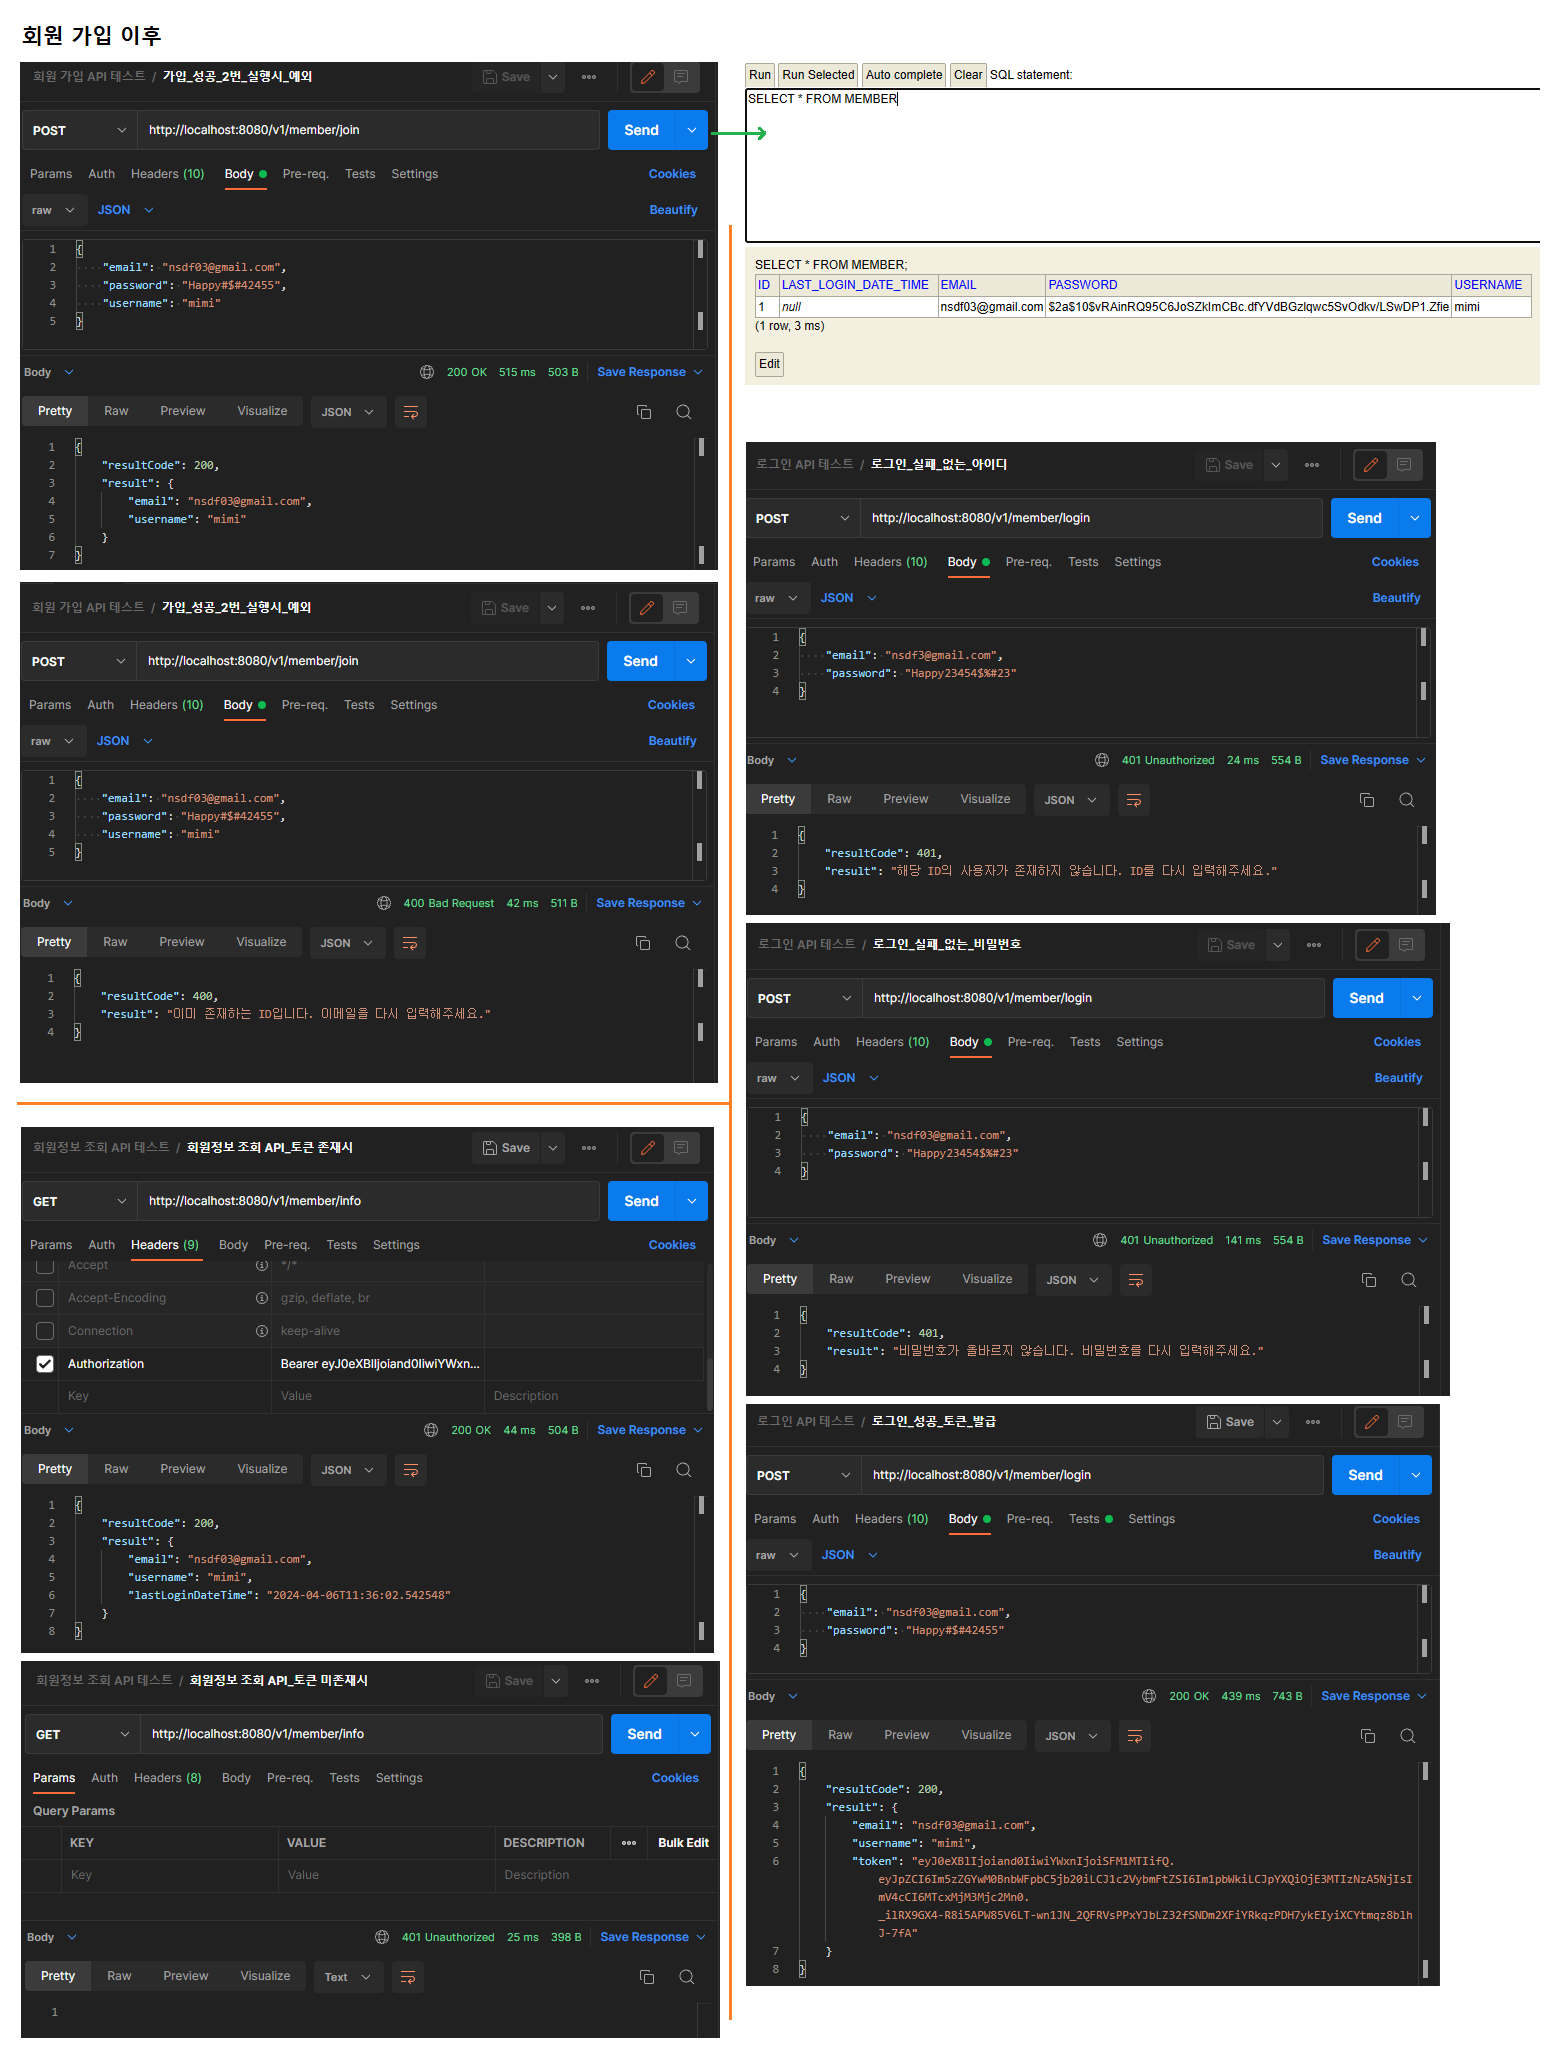 회원 가입 이후
회원 가입 API 테스트 / 가입_성공_2번_실행시_예외
Save
POST http://localhost:8080/v1/member/join Send
Params Auth Headers (10) Body Pre-req. Tests Settings Cookies
raw JSON Beautify
1 {
2 "email": "nsdf03@gmail.com",
3 "password": "Happy#$#42455",
4 "username": "mimi"
5 }
Body 200 OK 515 ms 503 B Save Response
Pretty Raw Preview Visualize JSON
1 {
2 "resultCode": 200,
3 "result": {
4 "email": "nsdf03@gmail.com",
5 "username": "mimi"
6 }
7 }
Run Run Selected Auto complete Clear SQL statement:
SELECT * FROM MEMBER
SELECT * FROM MEMBER;
ID LAST_LOGIN_DATE_TIME EMAIL PASSWORD USERNAME
1 null nsdf03@gmail.com mimi
(1 row, 3 ms)
Edit
회원 가입 API 테스트 / 가입_성공_2번_실행시_예외
Save
POST http://localhost:8080/v1/member/join Send
Params Auth Headers (10) Body Pre-req. Tests Settings Cookies
raw JSON Beautify
1 {
2 "email": "nsdf03@gmail.com",
3 "password": "Happy#$#42455",
4 "username": "mimi"
5 }
Body 400 Bad Request 42 ms 511 B Save Response
Pretty Raw Preview Visualize JSON
1 {
2 "resultCode": 400,
3 "result": "이미 존재하는 ID입니다. 이메일을 다시 입력해주세요."
4 }
회원정보 조회 API 테스트 / 회원정보 조회 API_토큰 존재시
Save
GET http://localhost:8080/v1/member/info Send
Params Auth Headers (9) Body Pre-req. Tests Settings Cookies
Accept */*
Accept-Encoding gzip, deflate, br
Connection keep-alive
Authorization Bearer
Key Value Description
Body 200 OK 44 ms 504 B Save Response
Pretty Raw Preview Visualize JSON
1 {
2 "resultCode": 200,
3 "result": {
4 "email": "nsdf03@gmail.com",
5 "username": "mimi",
6 "lastLoginDateTime": "2024-04-06T11:36:02.542548"
7 }
8 }
회원정보 조회 API 테스트 / 회원정보 조회 API_토큰 미존재시
Save
GET http://localhost:8080/v1/member/info Send
Params Auth Headers (8) Body Pre-req. Tests Settings Cookies
Query Params
KEY VALUE DESCRIPTION Bulk Edit
Key Value Description
Body 401 Unauthorized 25 ms 398 B Save Response
Pretty Raw Preview Visualize Text
1
로그인 API 테스트 / 로그인_실패_없는_아이디
Save
POST http://localhost:8080/v1/member/login Send
Params Auth Headers (10) Body Pre-req. Tests Settings Cookies
raw JSON Beautify
1 {
2 "email": "nsdf3@gmail.com",
3 "password": "Happy23454$%#23"
4 }
Body 401 Unauthorized 24 ms 554 B Save Response
Pretty Raw Preview Visualize JSON
1 {
2 "resultCode": 401,
3 "result": "해당 ID의 사용자가 존재하지 않습니다. ID를 다시 입력해주세요."
4 }
로그인 API 테스트 / 로그인_실패_없는_비밀번호
Save
POST http://localhost:8080/v1/member/login Send
Params Auth Headers (10) Body Pre-req. Tests Settings Cookies
raw JSON Beautify
1 {
2 "email": "nsdf03@gmail.com",
3 "password": "Happy23454$%#23"
4 }
Body 401 Unauthorized 141 ms 554 B Save Response
Pretty Raw Preview Visualize JSON
1 {
2 "resultCode": 401,
3 "result": "비밀번호가 올바르지 않습니다. 비밀번호를 다시 입력해주세요."
4 }
로그인 API 테스트 / 로그인_성공_토큰_발급
Save
POST http://localhost:8080/v1/member/login Send
Params Auth Headers (10) Body Pre-req. Tests Settings Cookies
raw JSON Beautify
1 {
2 "email": "nsdf03@gmail.com",
3 "password": "Happy#$#42455"
4 }
Body 200 OK 439 ms 743 B Save Response
Pretty Raw Preview Visualize JSON
1 {
2 "resultCode": 200,
3 "result": {
4 "email": "nsdf03@gmail.com",
5 "username": "mimi",
6 "token":
J-7fA"
7 }
8 }